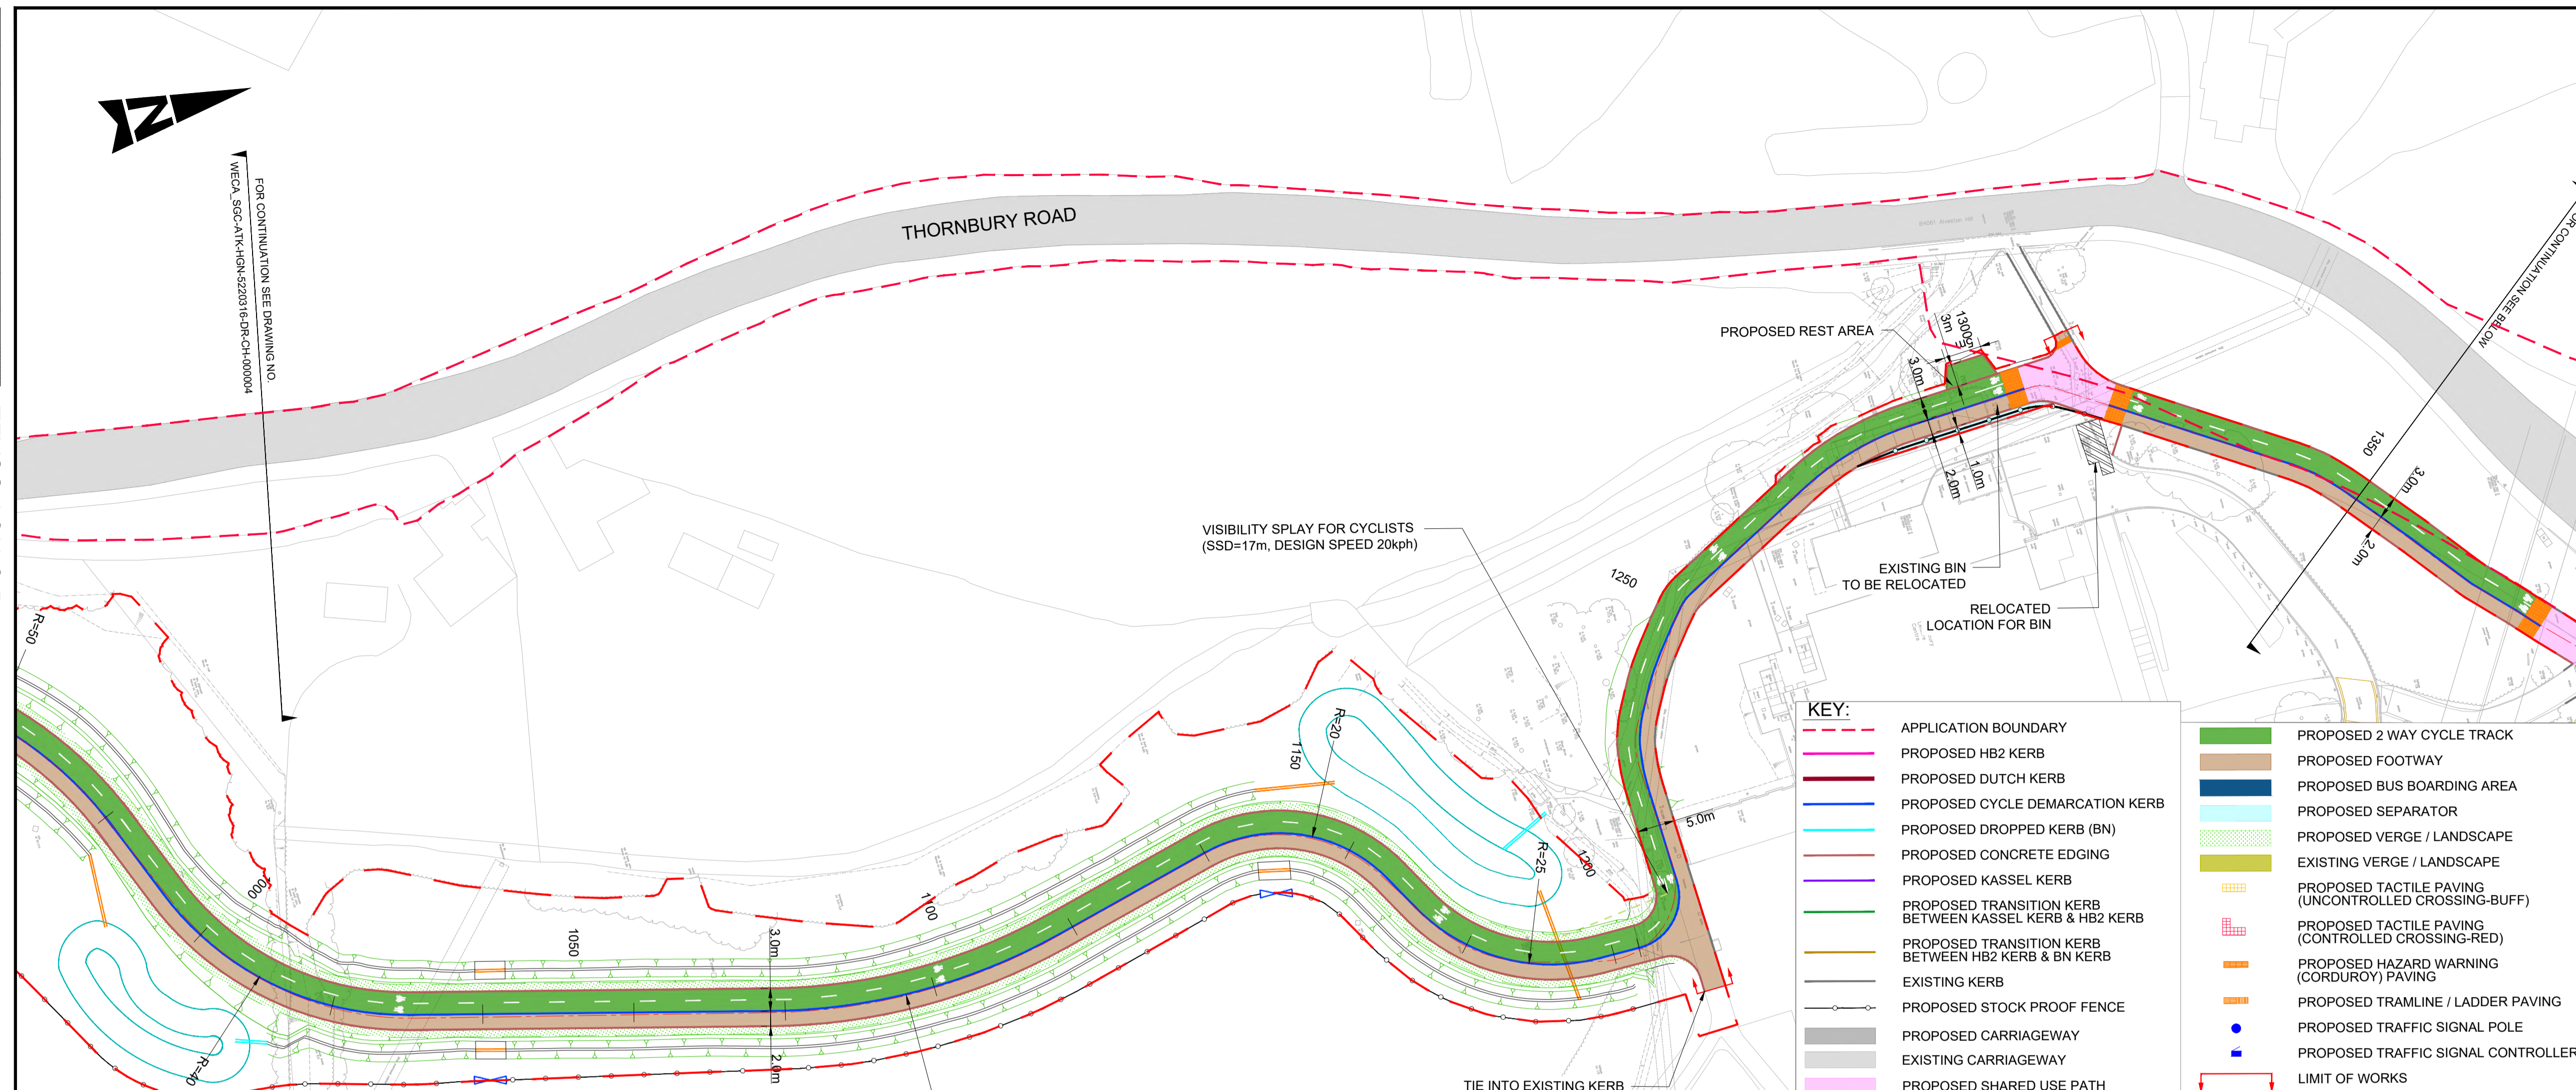 N
FOR CONTINUATION SEE DRAWING NO.
WECA_SGC-ATK-HGN-5220316-DR-CH-000004
THORNBURY ROAD
PROPOSED REST AREA
3m
1300
3.0m
2.0m
1.0m
FOR CONTINUATION SEE BELOW
1350
3.0m
2.0m
VISIBILITY SPLAY FOR CYCLISTS
(SSD=17m, DESIGN SPEED 20kph)
1250
EXISTING BIN
TO BE RELOCATED
RELOCATED
LOCATION FOR BIN
R=50
1000
R=40
1050
3.0m
2.0m
1100
1150
R=20
R=25
1200
5.0m
TIE INTO EXISTING KERB
KEY:
APPLICATION BOUNDARY
PROPOSED HB2 KERB
PROPOSED DUTCH KERB
PROPOSED CYCLE DEMARCATION KERB
PROPOSED DROPPED KERB (BN)
PROPOSED CONCRETE EDGING
PROPOSED KASSEL KERB
PROPOSED TRANSITION KERB
BETWEEN KASSEL KERB & HB2 KERB
PROPOSED TRANSITION KERB
BETWEEN HB2 KERB & BN KERB
EXISTING KERB
PROPOSED STOCK PROOF FENCE
PROPOSED CARRIAGEWAY
EXISTING CARRIAGEWAY
PROPOSED SHARED USE PATH
PROPOSED 2 WAY CYCLE TRACK
PROPOSED FOOTWAY
PROPOSED BUS BOARDING AREA
PROPOSED SEPARATOR
PROPOSED VERGE / LANDSCAPE
EXISTING VERGE / LANDSCAPE
PROPOSED TACTILE PAVING
(UNCONTROLLED CROSSING-BUFF)
PROPOSED TACTILE PAVING
(CONTROLLED CROSSING-RED)
PROPOSED HAZARD WARNING
(CORDUROY) PAVING
PROPOSED TRAMLINE / LADDER PAVING
PROPOSED TRAFFIC SIGNAL POLE
PROPOSED TRAFFIC SIGNAL CONTROLLER
LIMIT OF WORKS